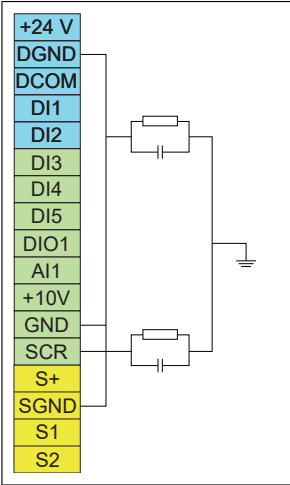 +24 V
DGND
DCOM
DI1
DI2
DI3
DI4
DI5
DIO1
AI1
+10V
GND
SCR
S+
SGND
S1
S2